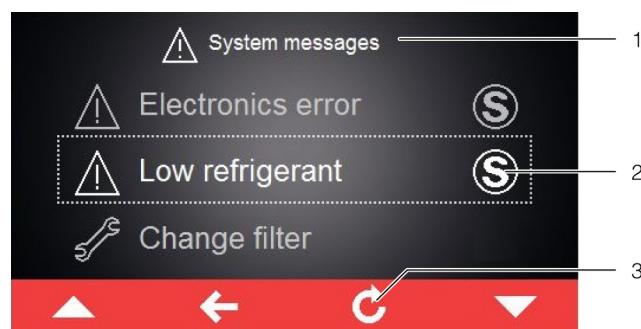 System messages
1
Electronics error S
Low refrigerant S
2
Change filter
3